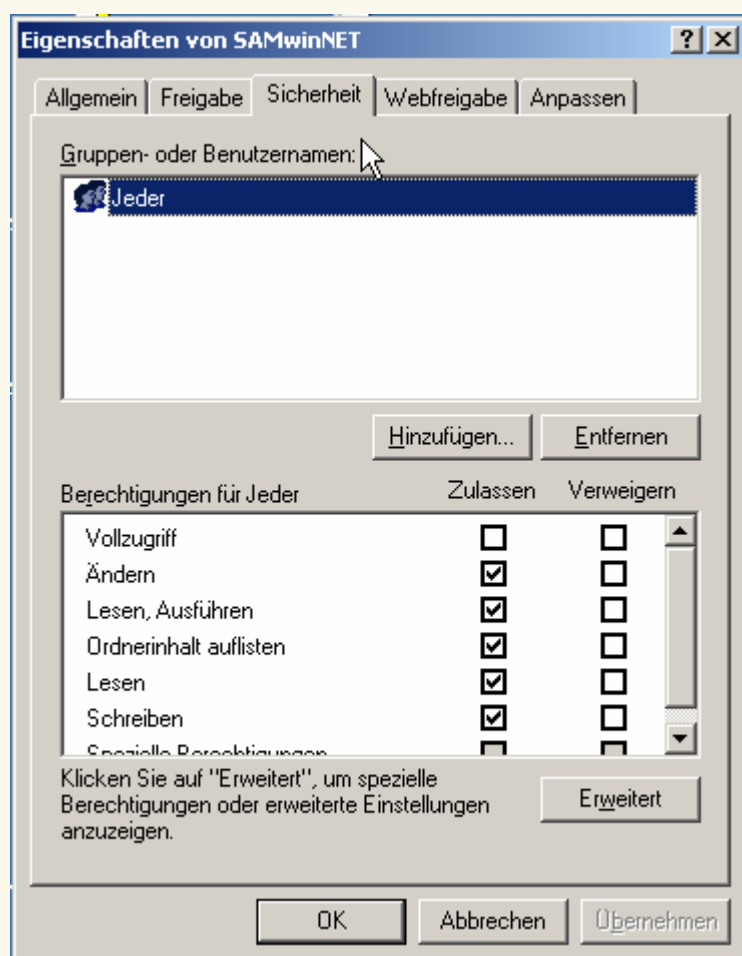 Eigenschaften von SAMwinNET
Allgemein Freigabe Sicherheit Webfreigabe Anpassen
Gruppen- oder Benutzernamen:
Jeder
Hinzufügen... Entfernen
Berechtigungen für Jeder Zulassen Verweigern
Vollzugriff
Ändern
Lesen, Ausführen
Ordnerinhalt auflisten
Lesen
Schreiben
Spezielle Berechtigungen
Klicken Sie auf "Erweitert", um spezielle
Berechtigungen oder erweiterte Einstellungen
anzuzeigen.
Erweitert
OK Abbrechen Übernehmen